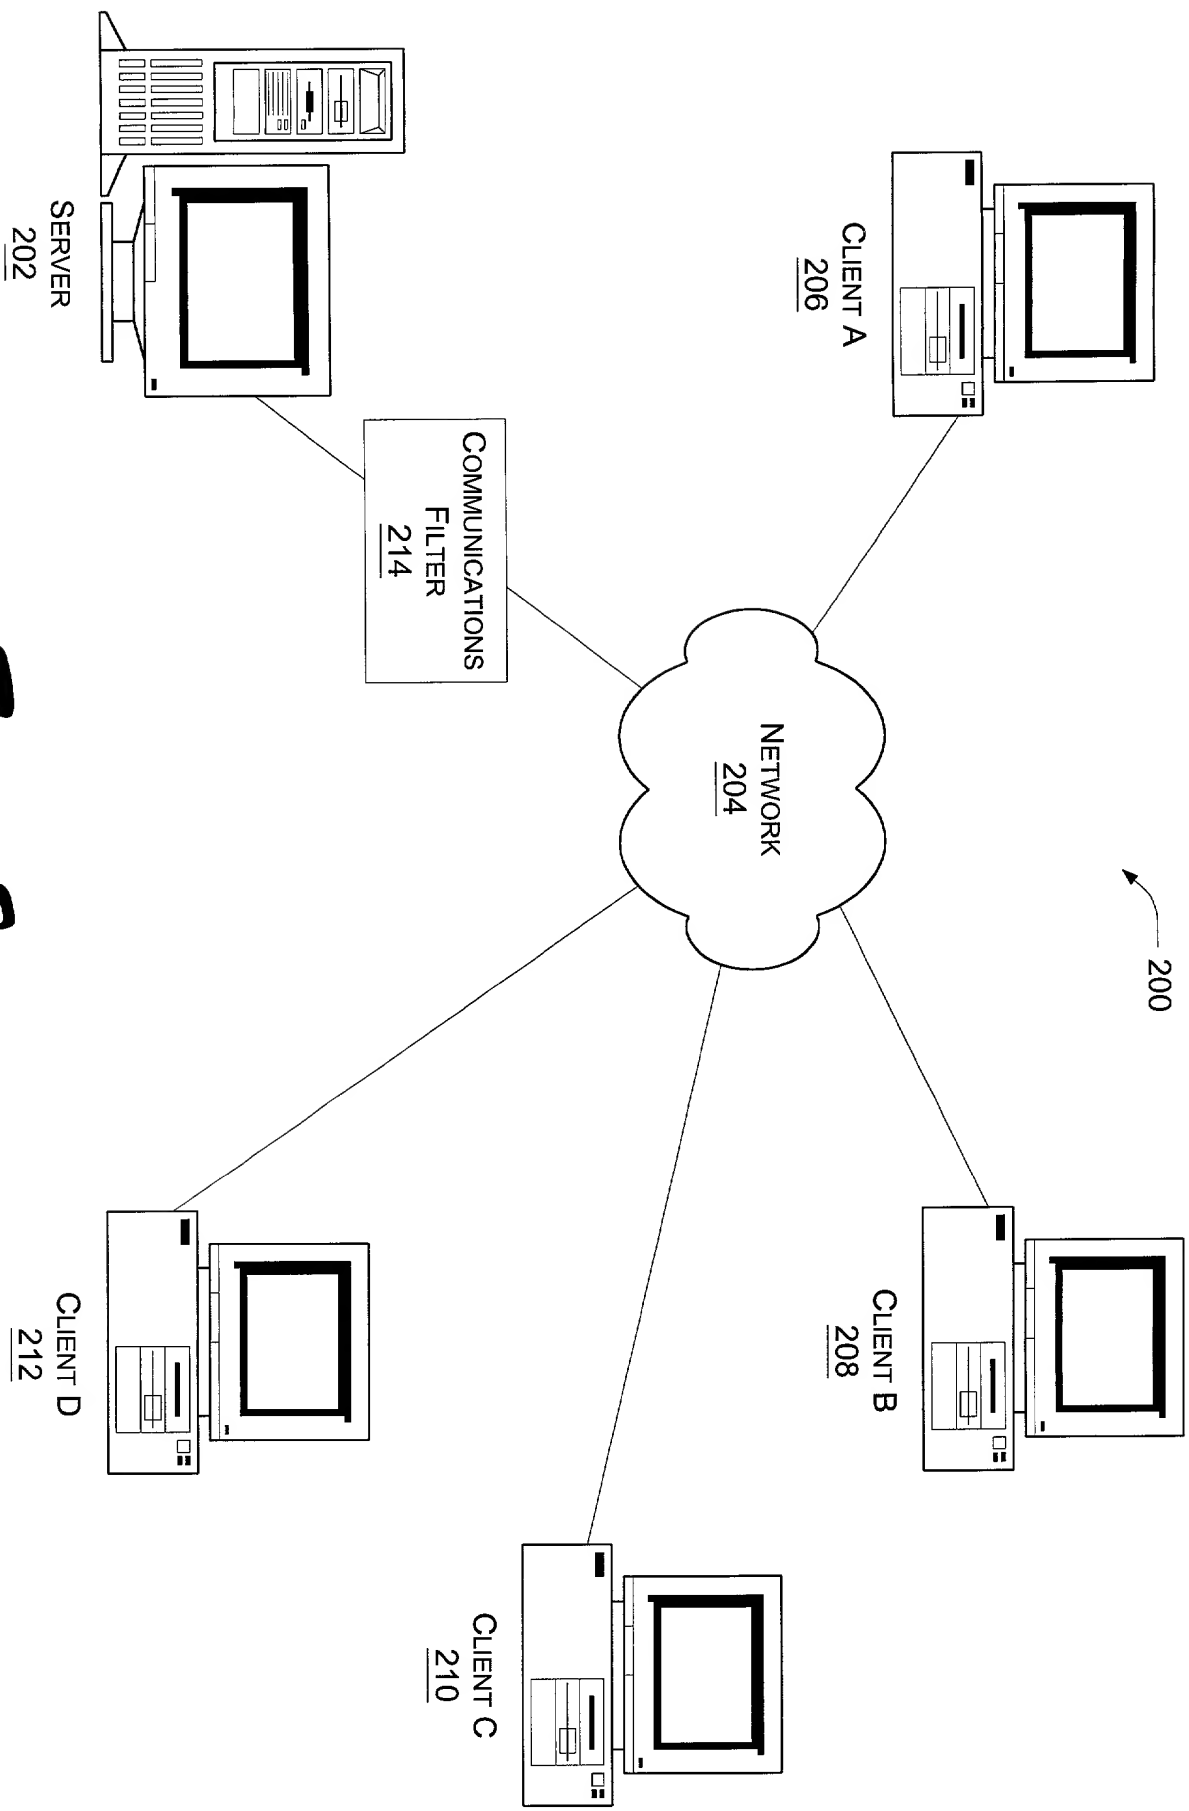 200
CLIENT A
206
CLIENT B
208
NETWORK
204
COMMUNICATIONS
FILTER
214
CLIENT C
210
SERVER
202
CLIENT D
212